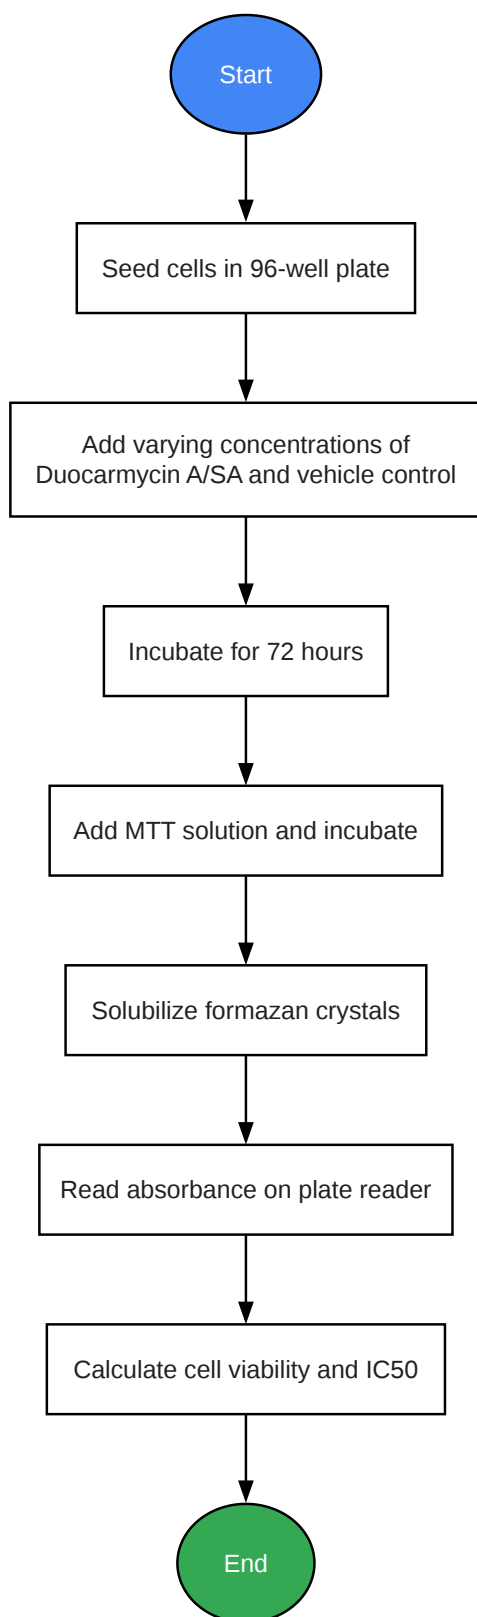 Start
Seed cells in 96-well plate
Add varying concentrations of
Duocarmycin A/SA and vehicle control
Incubate for 72 hours
Add MTT solution and incubate
Solubilize formazan crystals
Read absorbance on plate reader
Calculate cell viability and IC50
End